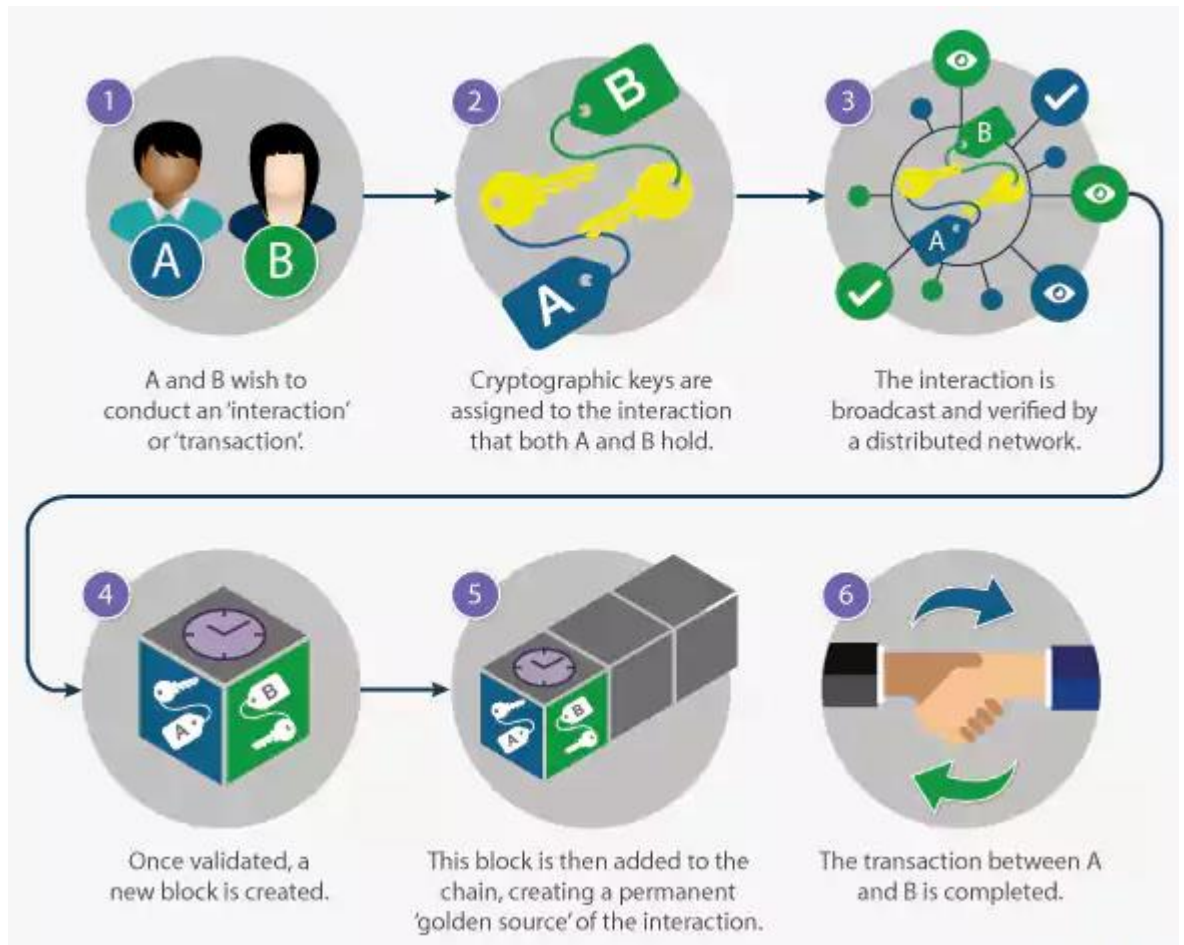 1
A
B
A and B wish to
conduct an 'interaction'
or 'transaction'.
2
B
A
Cryptographic keys are
assigned to the interaction
that both A and B hold.
3
B
A
The interaction is
broadcast and verified by
a distributed network.
4
A
B
Once validated, a
new block is created.
5
A
B
This block is then added to the
chain, creating a permanent
'golden source' of the interaction.
6
The transaction between A
and B is completed.